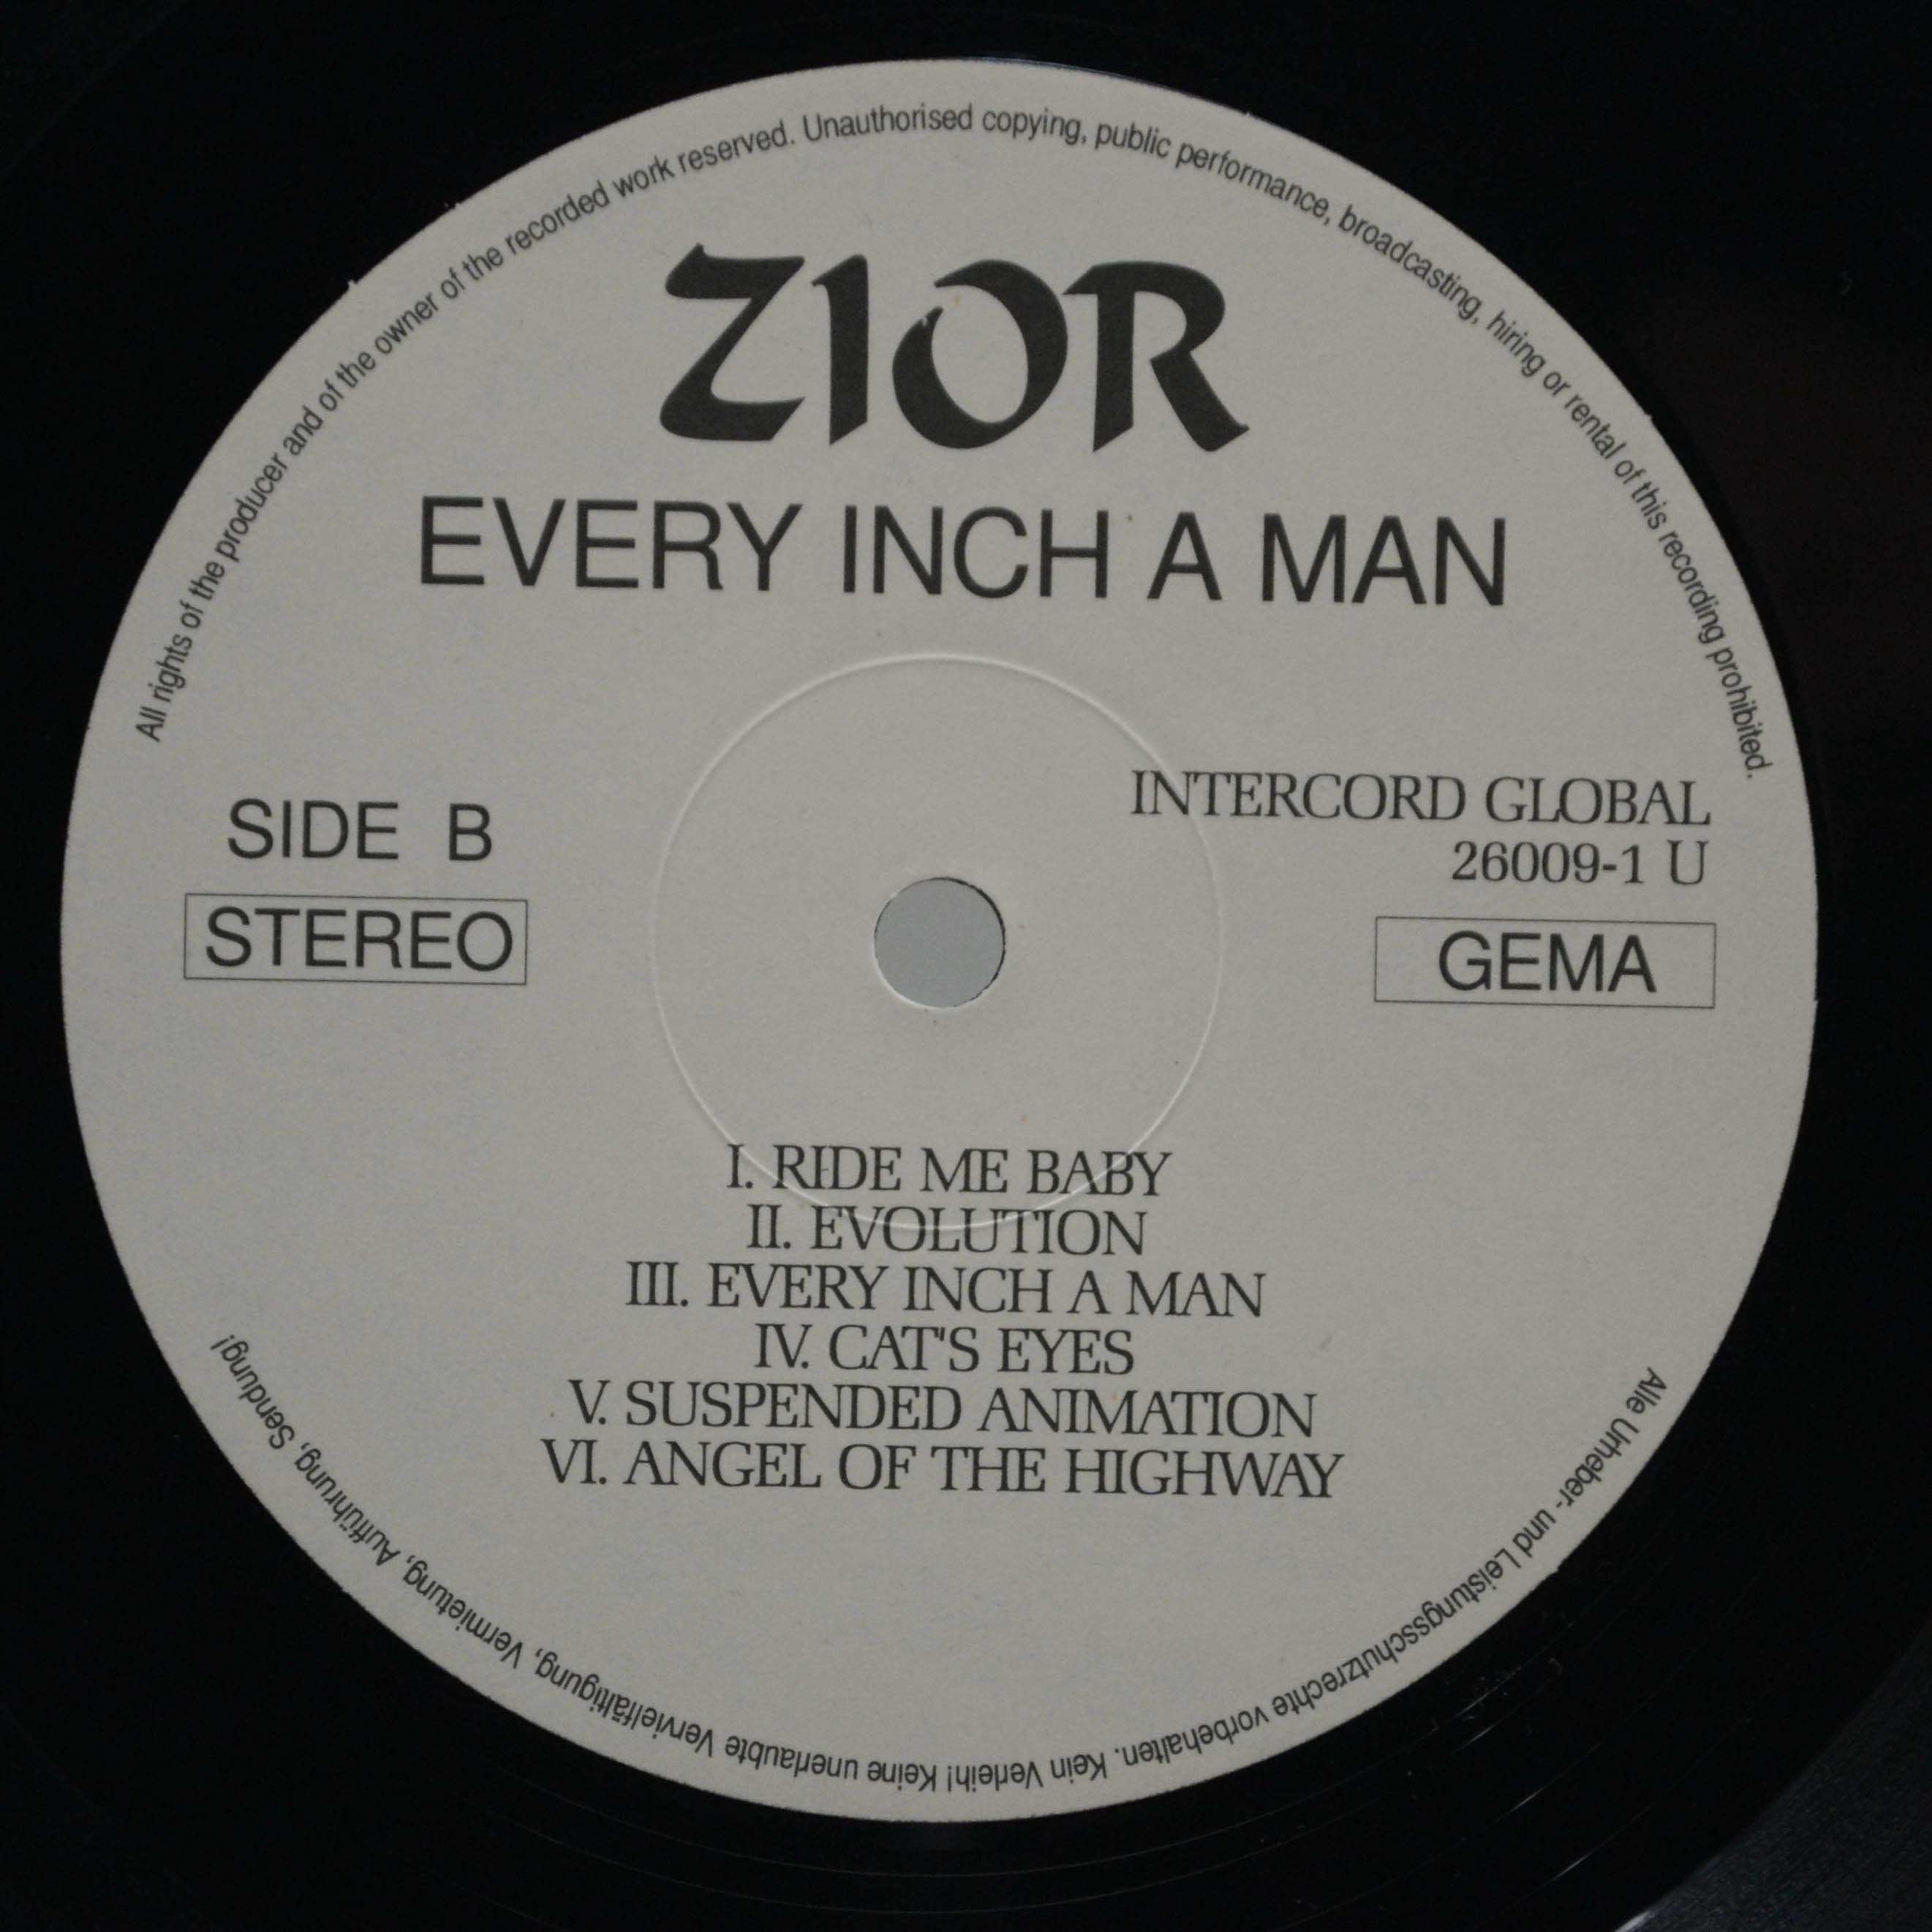 All rights of the producer and of the owner of the recorded work reserved. Unauthorised copying, public performance, broadcasting, hiring or rental of this recording prohibited.
ZIOR
EVERY INCH A MAN
SIDE B
STEREO
INTERCORD GLOBAL
26009-1 U
GEMA
I. RIDE ME BABY
II. EVOLUTION
III. EVERY INCH A MAN
IV. CAT'S EYES
V. SUSPENDED ANIMATION
VI. ANGEL OF THE HIGHWAY
Alle Urheber- und Leistungsschutzrechte vorbehalten. Kein Verleih! Keine unerlaubte Vervielfältigung, Vermietung, Aufführung, Sendung!